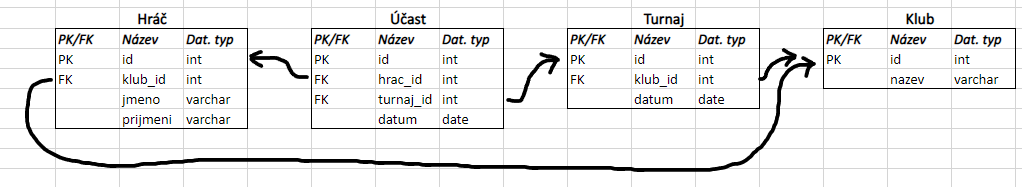 Hráč Účast Turnaj Klub
PK/FK Název Dat. typ PK/FK Název Dat. typ PK/FK Název Dat. typ PK/FK Název Dat. typ
PK id int PK id int PK id int PK id int
FK klub_id int FK hrac_id int FK klub_id int nazev varchar
jmeno varchar FK turnaj_id int datum date
prijmeni varchar datum date